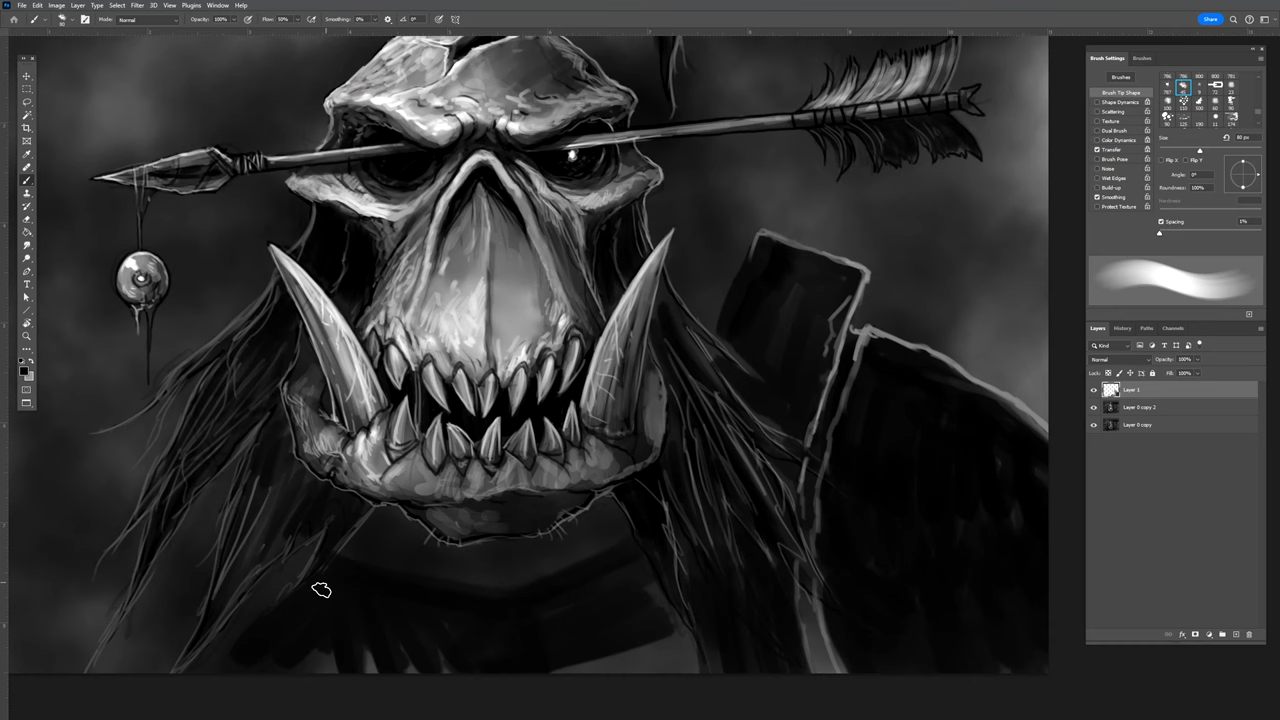 File Edit Image Layer Type Select Filter 3D View Plugins Window Help
Mode: Normal Opacity: 100% Flow: 50% Smoothing: 0% 0° Share
80
Brush Settings Brushes
Brushes
Brush Tip Shape
Shape Dynamics
Scattering
Texture
Dual Brush
Color Dynamics
Transfer
Brush Pose
Noise
Wet Edges
Build-up
Smoothing
Protect Texture
Size 80 px
Flip X Flip Y
Angle: 0°
Roundness: 100%
Hardness
Spacing 1%
Layers History Paths Channels
Kind
Normal Opacity: 100%
Lock: Fill: 100%
Layer 1
Layer 0 copy 2
Layer 0 copy